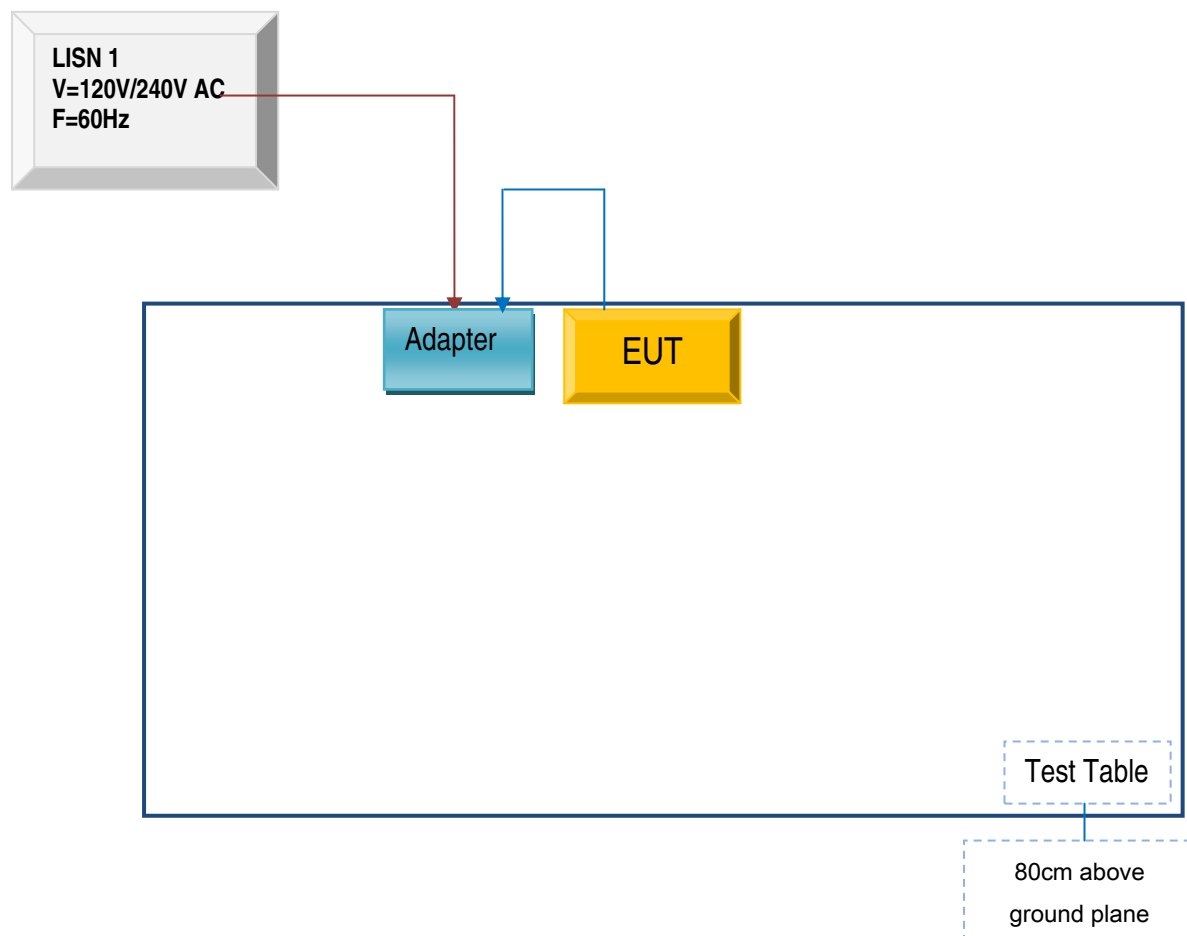 LISN 1
V=120V/240V AC
F=60Hz
Adapter
EUT
Test Table
80cm above
ground plane